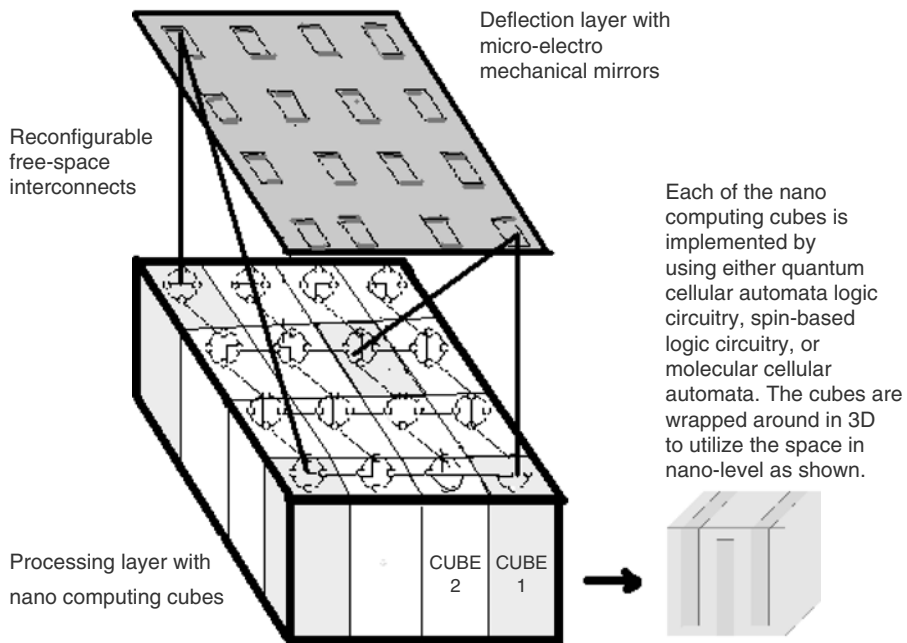 Deflection layer with
micro-electro
mechanical mirrors
Reconfigurable
free-space
interconnects
Each of the nano
computing cubes is
implemented by
using either quantum
cellular automata logic
circuitry, spin-based
logic circuitry, or
molecular cellular
automata. The cubes are
wrapped around in 3D
to utilize the space in
nano-level as shown.
Processing layer with
nano computing cubes
CUBE
2
CUBE
1